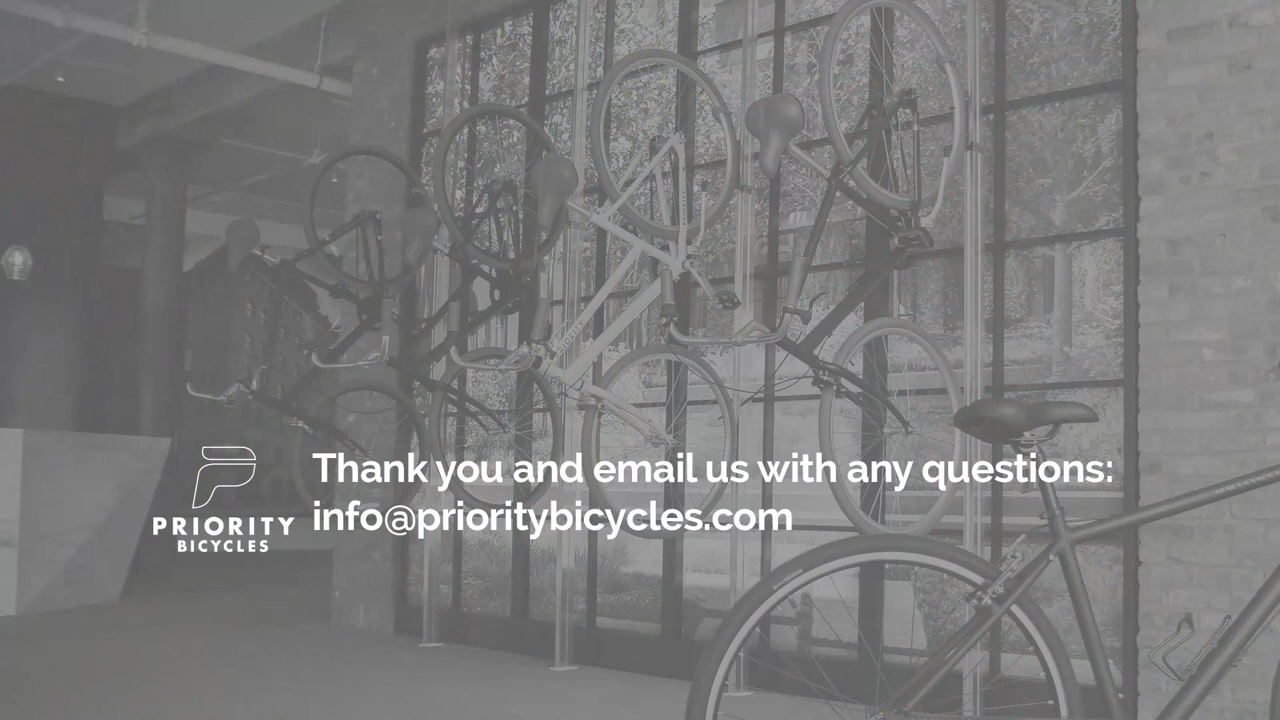 Thank you and email us with any questions:
info@prioritybicycles.com
PRIORITY
BICYCLES